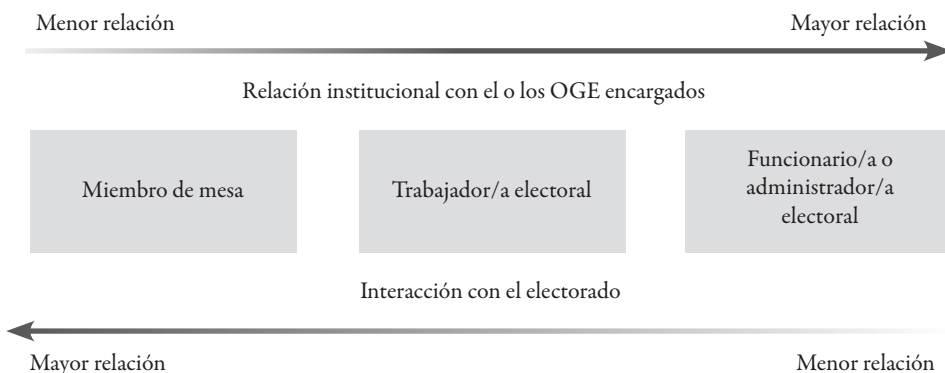 Menor relación
Mayor relación
Relación institucional con el o los OGE encargados
Miembro de mesa
Trabajador/a electoral
Funcionario/a o
administrador/a
electoral
Interacción con el electorado
Mayor relación
Menor relación